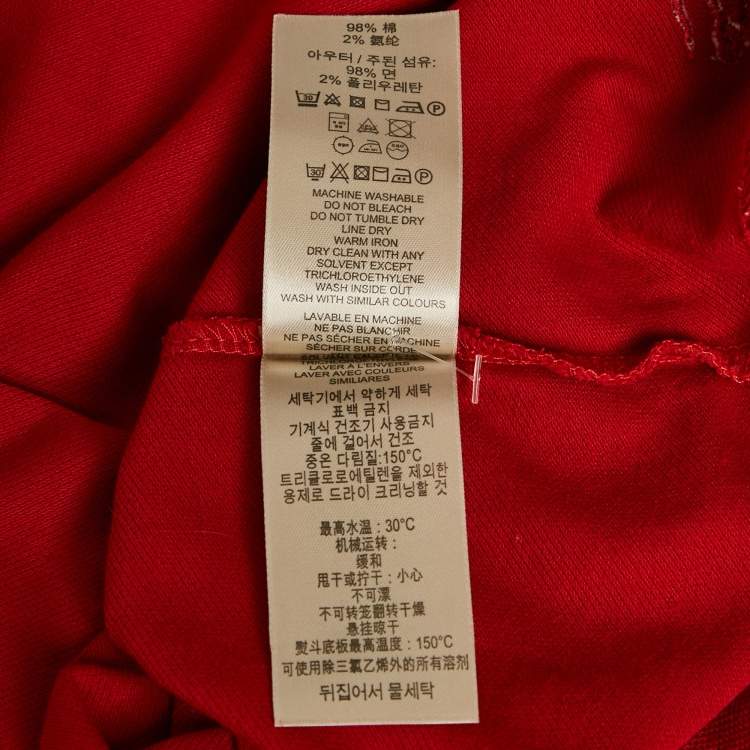 98% 棉
2% 氨纶
아우터 / 주된 섬유:
98% 면
2% 폴리우레탄
30 P
30 P
MACHINE WASHABLE
DO NOT BLEACH
DO NOT TUMBLE DRY
LINE DRY
WARM IRON
DRY CLEAN WITH ANY
SOLVENT EXCEPT
TRICHLOROETHYLENE
WASH INSIDE OUT
WASH WITH SIMILAR COLOURS
LAVABLE EN MACHINE
NE PAS BLANCHIR
NE PAS SÉCHER EN MACHINE
SÉCHER SUR CORDE
LAVER A L'ENVERS
LAVER AVEC COULEURS
SIMILIARES
세탁기에서 약하게 세탁
표백 금지
기계식 건조기 사용금지
줄에 걸어서 건조
중온 다림질:150°C
트리클로로에틸렌을 제외한
용제로 드라이 크리닝할 것
最高水温：30°C
机械运转：
缓和
甩干或拧干：小心
不可漂
不可转笼翻转干燥
悬挂晾干
熨斗底板最高温度：150°C
可使用除三氯乙烯外的所有溶剂
뒤집어서 물세탁